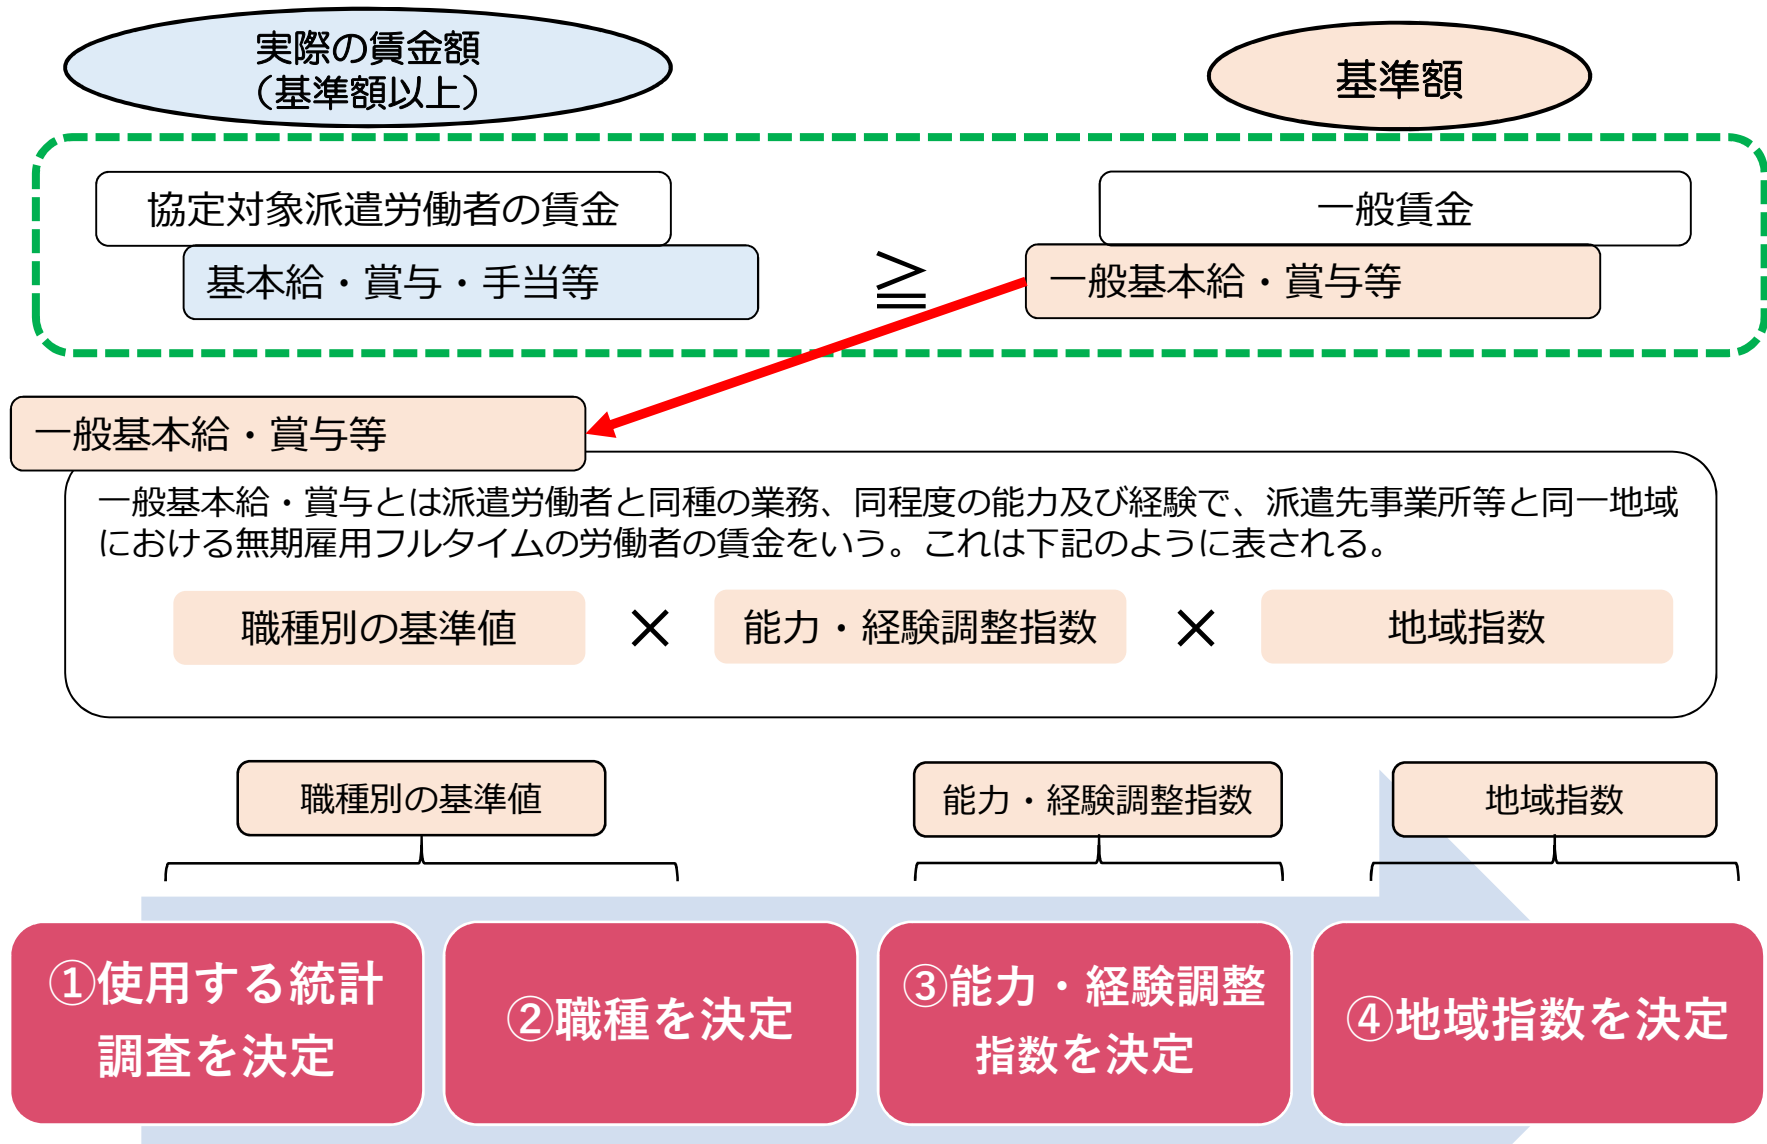 実際の賃金額
（基準額以上）
基準額
協定対象派遣労働者の賃金
一般賃金
基本給・賞与・手当等
≧
一般基本給・賞与等
一般基本給・賞与等
一般基本給・賞与とは派遣労働者と同種の業務、同程度の能力及び経験で、派遣先事業所等と同一地域
における無期雇用フルタイムの労働者の賃金をいう。これは下記のように表される。
職種別の基準値 × 能力・経験調整指数 × 地域指数
職種別の基準値
能力・経験調整指数
地域指数
①使用する統計
調査を決定
②職種を決定
③能力・経験調整
指数を決定
④地域指数を決定